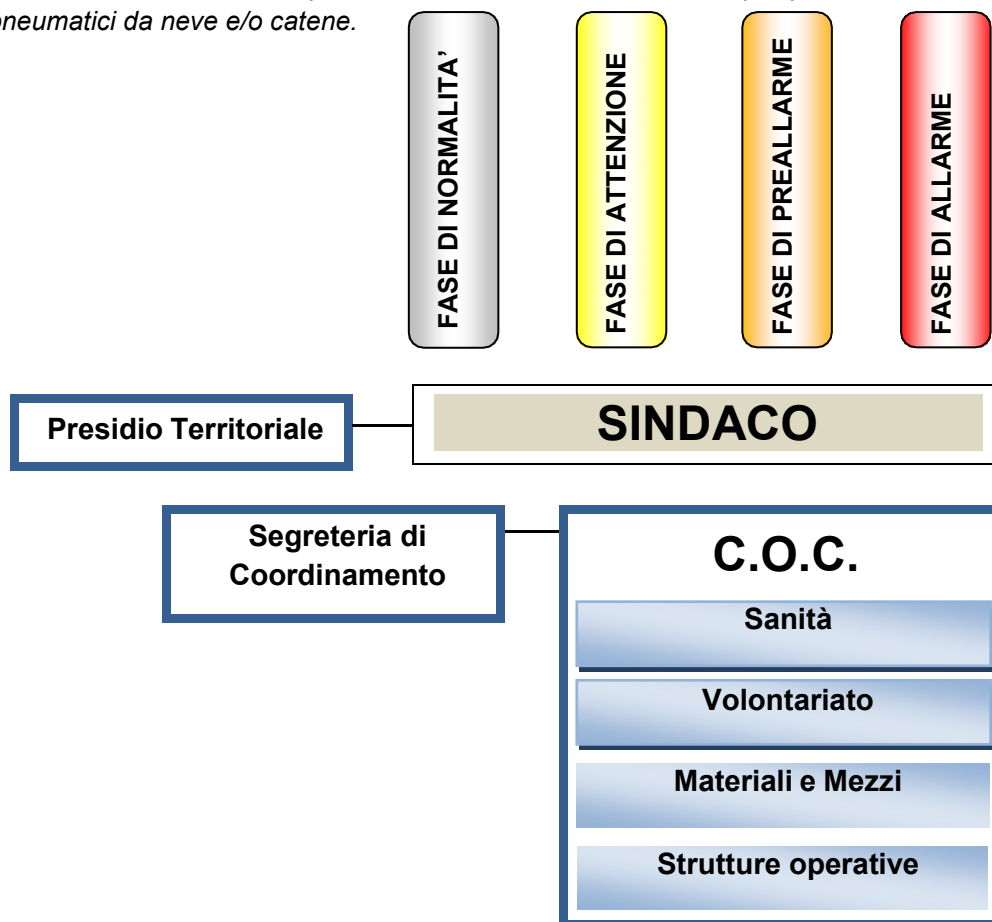 pneumatici da neve e/o catene.
FASE DI NORMALITA’
FASE DI ATTENZIONE
FASE DI PREALLARME
FASE DI ALLARME
Presidio Territoriale
SINDACO
Segreteria di
Coordinamento
C.O.C.
Sanità
Volontariato
Materiali e Mezzi
Strutture operative